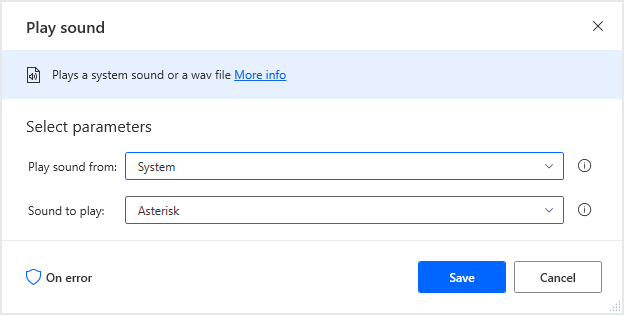 Play sound
Plays a system sound or a wav file More info
Select parameters
Play sound from: System
Sound to play: Asterisk
On error Save Cancel